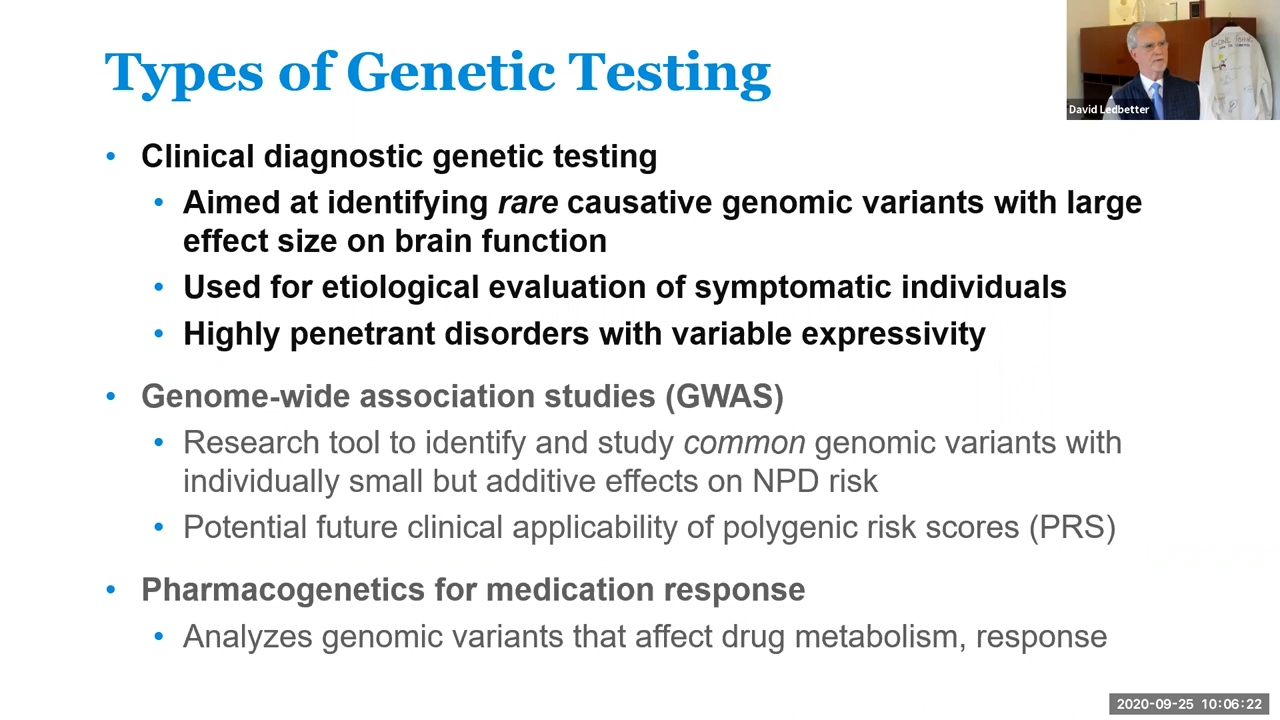 Types of Genetic Testing
David Ledbetter
• Clinical diagnostic genetic testing
• Aimed at identifying rare causative genomic variants with large
effect size on brain function
• Used for etiological evaluation of symptomatic individuals
• Highly penetrant disorders with variable expressivity
• Genome-wide association studies (GWAS)
• Research tool to identify and study common genomic variants with
individually small but additive effects on NPD risk
• Potential future clinical applicability of polygenic risk scores (PRS)
• Pharmacogenetics for medication response
• Analyzes genomic variants that affect drug metabolism, response
2020-09-25 10:06:22